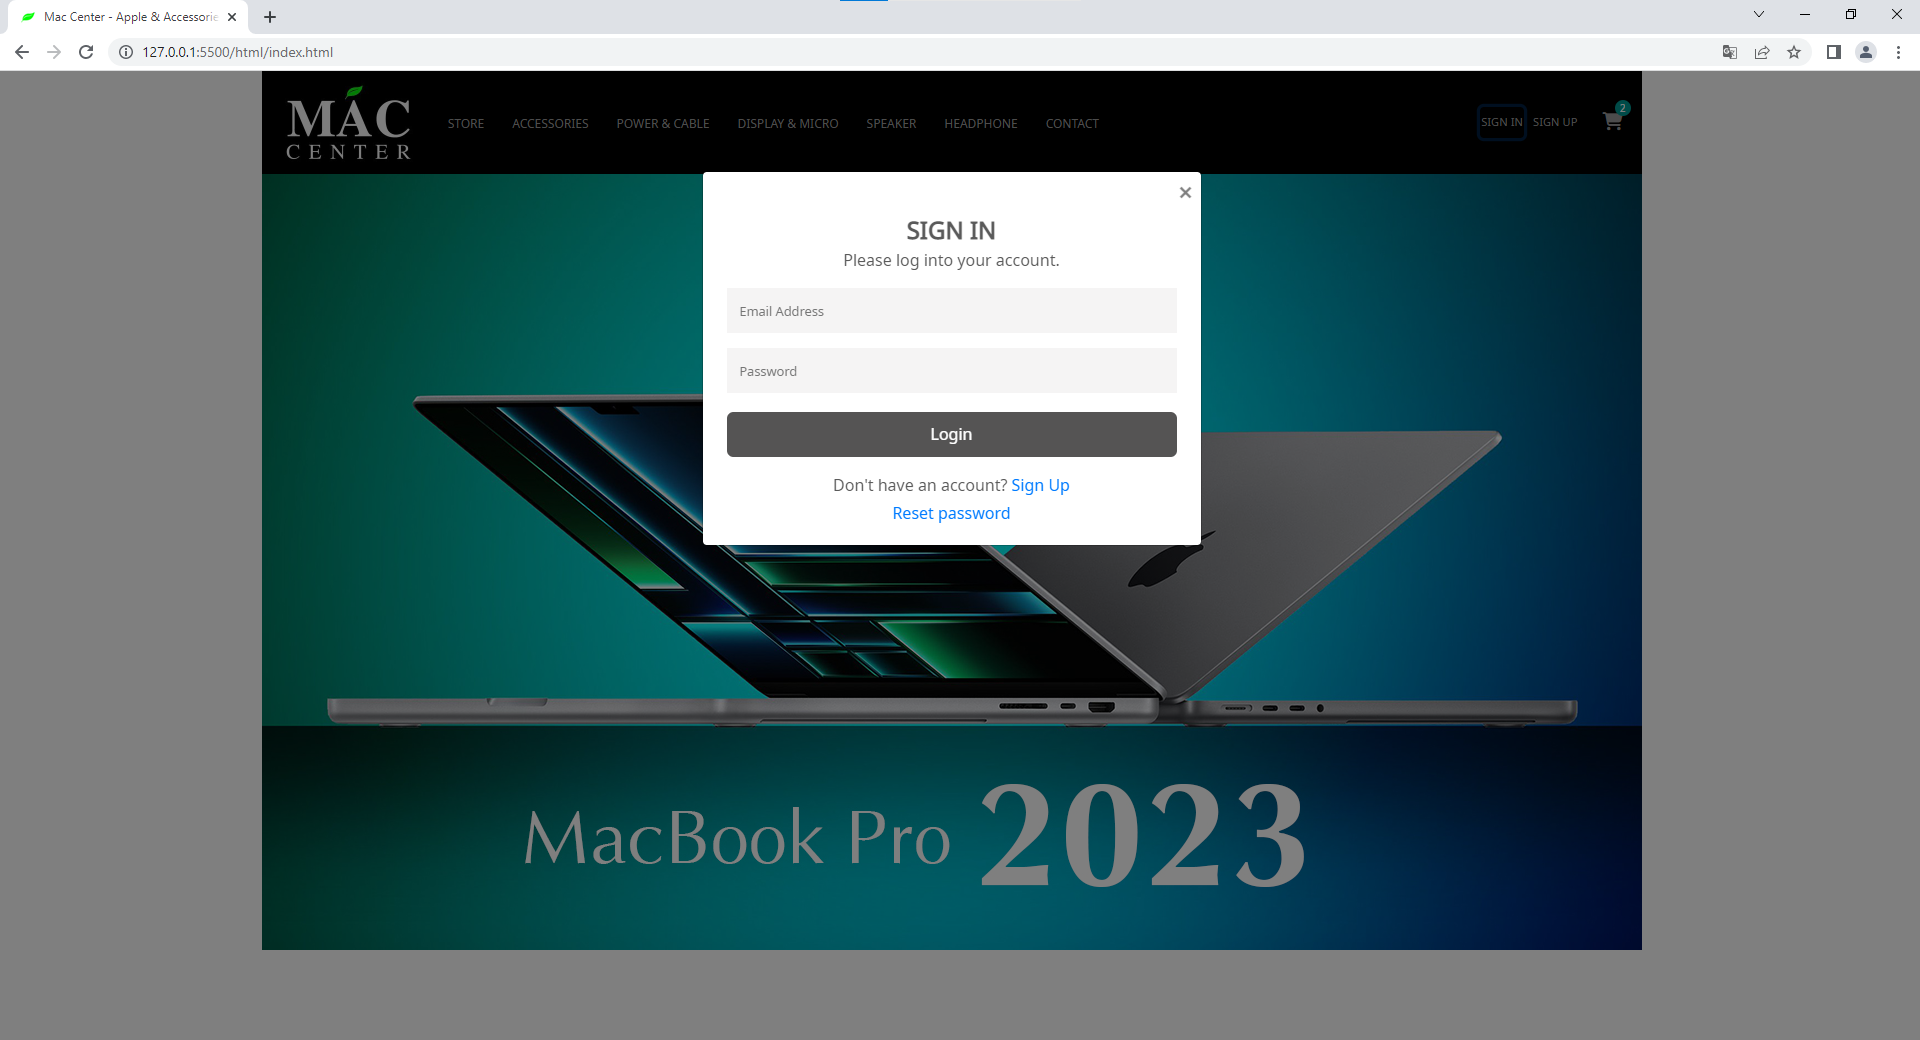 Mac Center - Apple & Accessorie
127.0.0.1:5500/html/index.html
MAC
CENTER
STORE ACCESSORIES POWER & CABLE DISPLAY & MICRO SPEAKER HEADPHONE CONTACT SIGN IN SIGN UP 2
SIGN IN
Please log into your account.
Email Address
Password
Login
Don't have an account? Sign Up
Reset password
MacBook Pro 2023